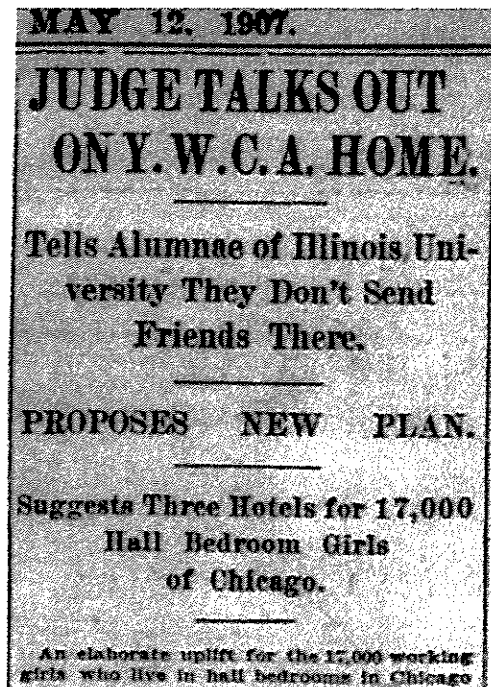 MAY 12, 1907.
JUDGE TALKS OUT
ON Y. W. C. A. HOME.
Tells Alumnae of Illinois Uni-
versity They Don't Send
Friends There.
PROPOSES NEW PLAN.
Suggests Three Hotels for 17,000
Hall Bedroom Girls
of Chicago.
An elaborate uplift for the 17,000 working
girls who live in hall bedrooms in Chicago